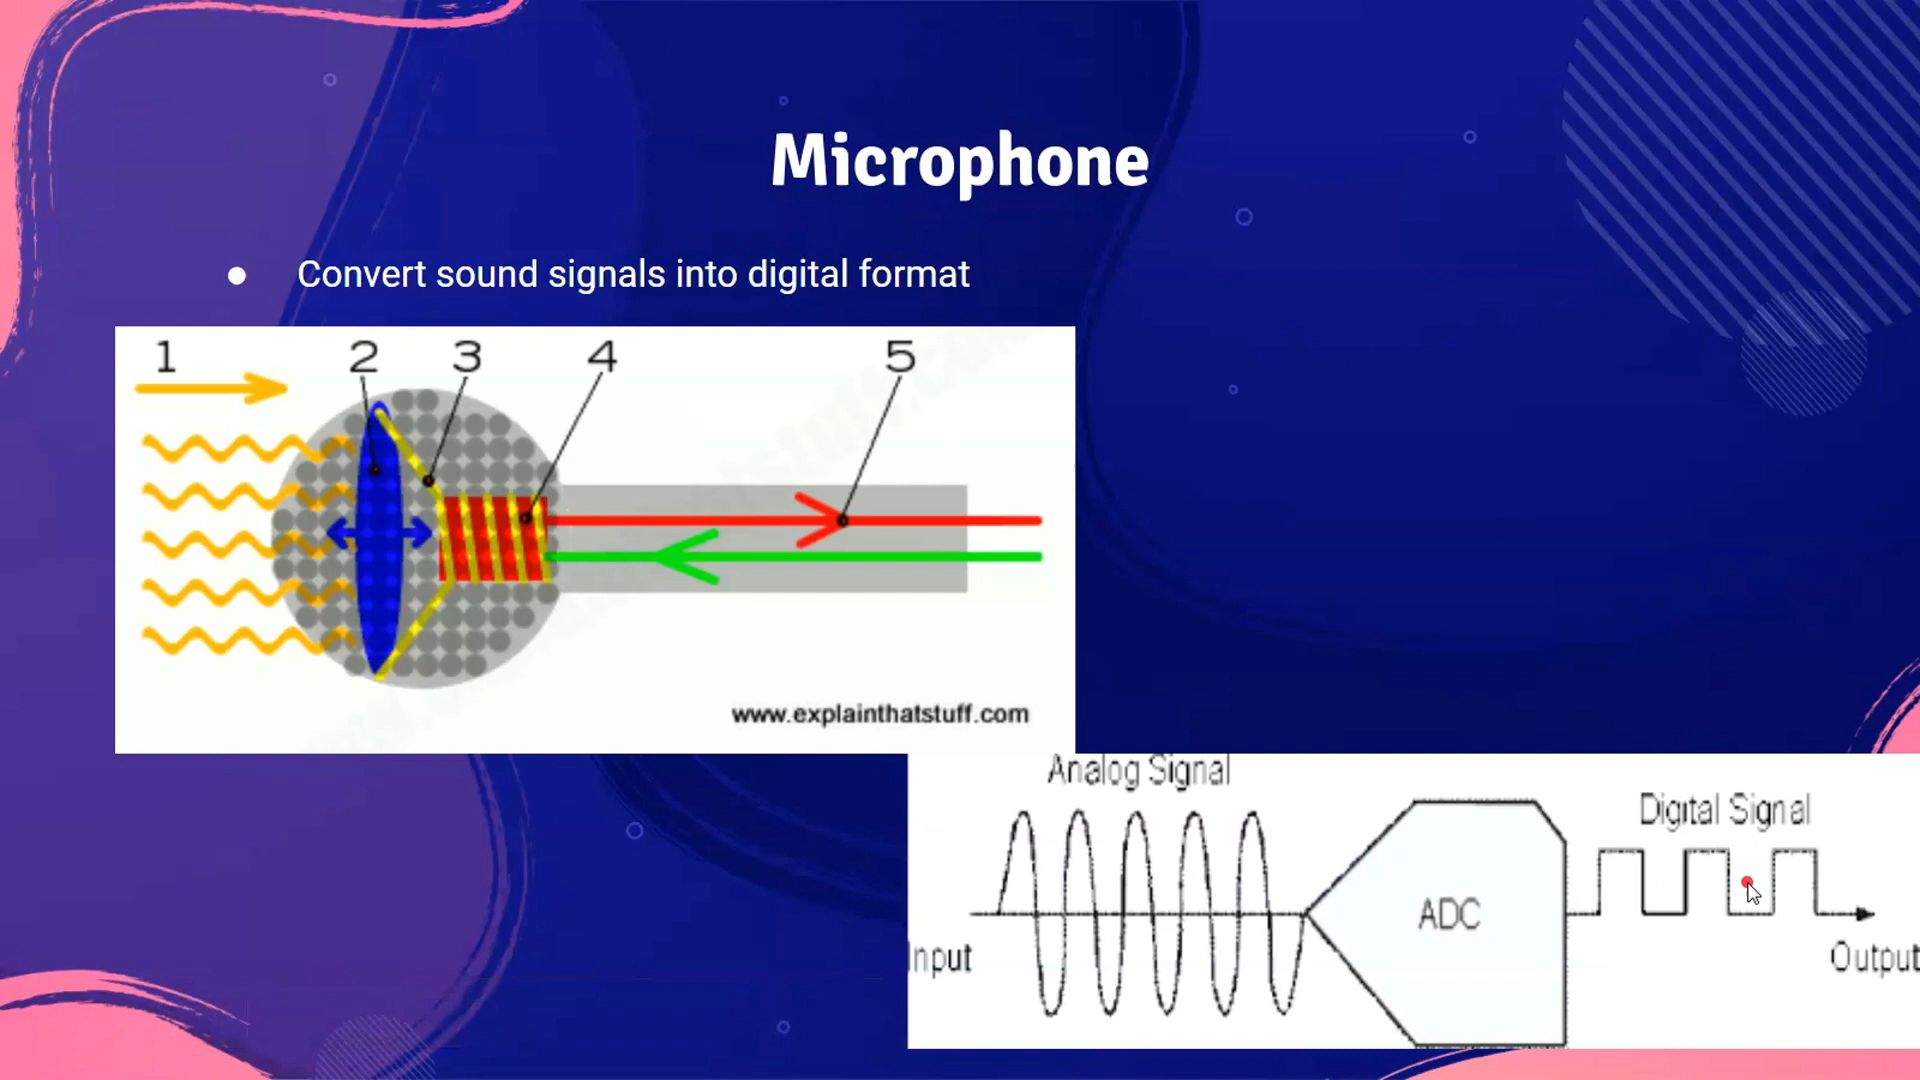 Microphone
● Convert sound signals into digital format
1 2 3 4 5
www.explainthatstuff.com
Analog Signal
Digital Signal
ADC
Input
Output